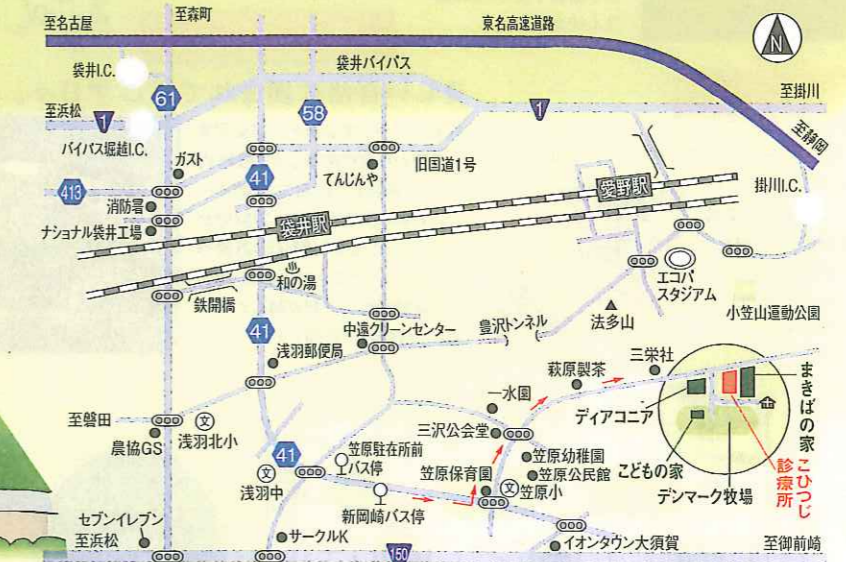 至名古屋
至森町
東名高速道路
N
袋井I.C.
袋井バイパス
61
至浜松
1
58
1
至掛川
バイパス堀越I.C.
至静岡
ガスト
てんじんや
旧国道1号
41
413
消防署
ナショナル袋井工場
袋井駅
愛野駅
掛川I.C.
和の湯
鉄開橋
エコパ
スタジアム
小笠山運動公園
法多山
41
中遠クリーンセンター
豊沢トンネル
浅羽郵便局
萩原製茶
三栄社
一水園
ディアコニア
まきばの家
至磐田
文
浅羽北小
農協GS
三沢公会堂
笠原幼稚園
笠原公民館
こどもの家
こひつじ
診療所
デンマーク牧場
41
笠原駐在所前
バス停
文
浅羽中
笠原保育園
文
笠原小
新岡崎バス停
セブンイレブン
至浜松
サークルK
150
イオンタウン大須賀
至御前崎